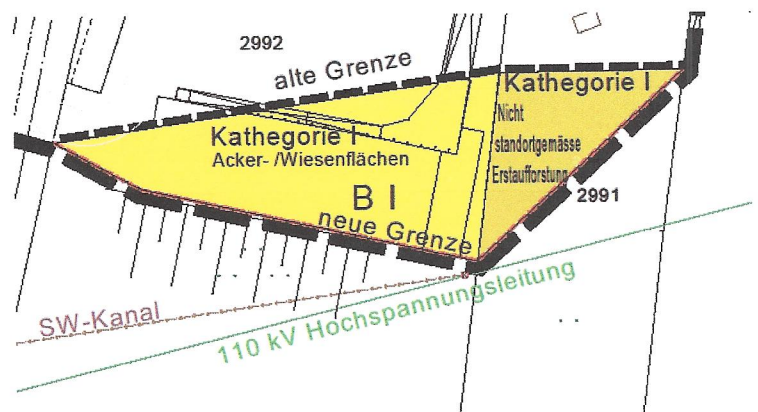 2992
alte Grenze
Kathegorie I
Nicht
standortgemässe
Erstaufforstung
Kathegorie I
Acker- /Wiesenflächen
B I
neue Grenze
2991
SW-Kanal
110 kV Hochspannungsleitung